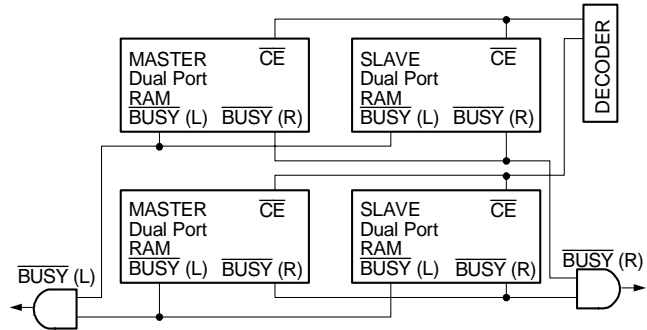 MASTER CE
Dual Port
RAM
BUSY (L) BUSY (R)
SLAVE CE
Dual Port
RAM
BUSY (L) BUSY (R)
DECODER
MASTER CE
Dual Port
RAM
BUSY (L) BUSY (R)
SLAVE CE
Dual Port
RAM
BUSY (L) BUSY (R)
BUSY (L)
BUSY (R)